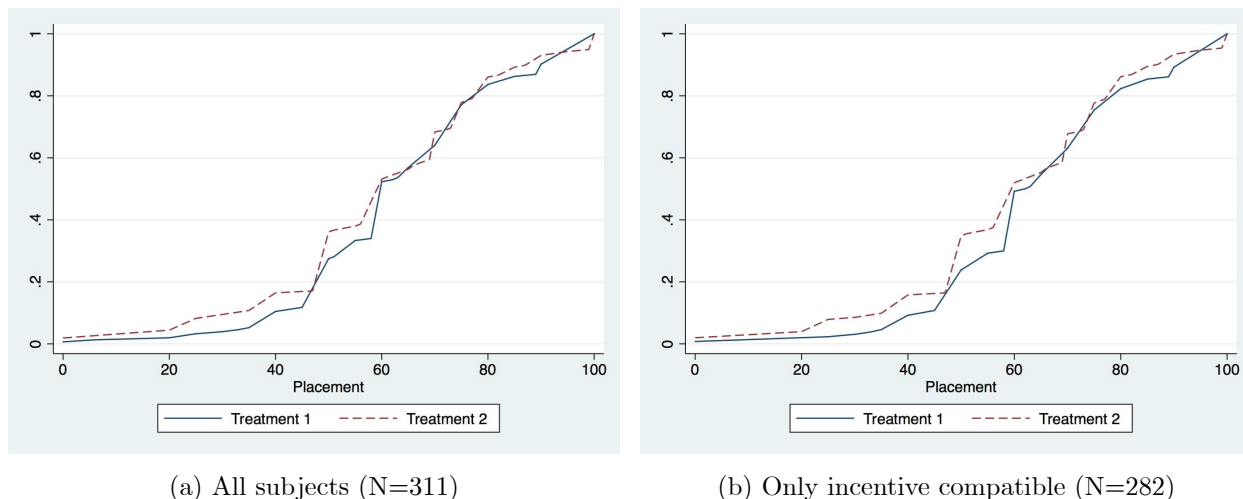 1
.8
.6
.4
.2
0
0 20 40 60 80 100
Placement
Treatment 1 Treatment 2
(a) All subjects (N=311)
1
.8
.6
.4
.2
0
0 20 40 60 80 100
Placement
Treatment 1 Treatment 2
(b) Only incentive compatible (N=282)